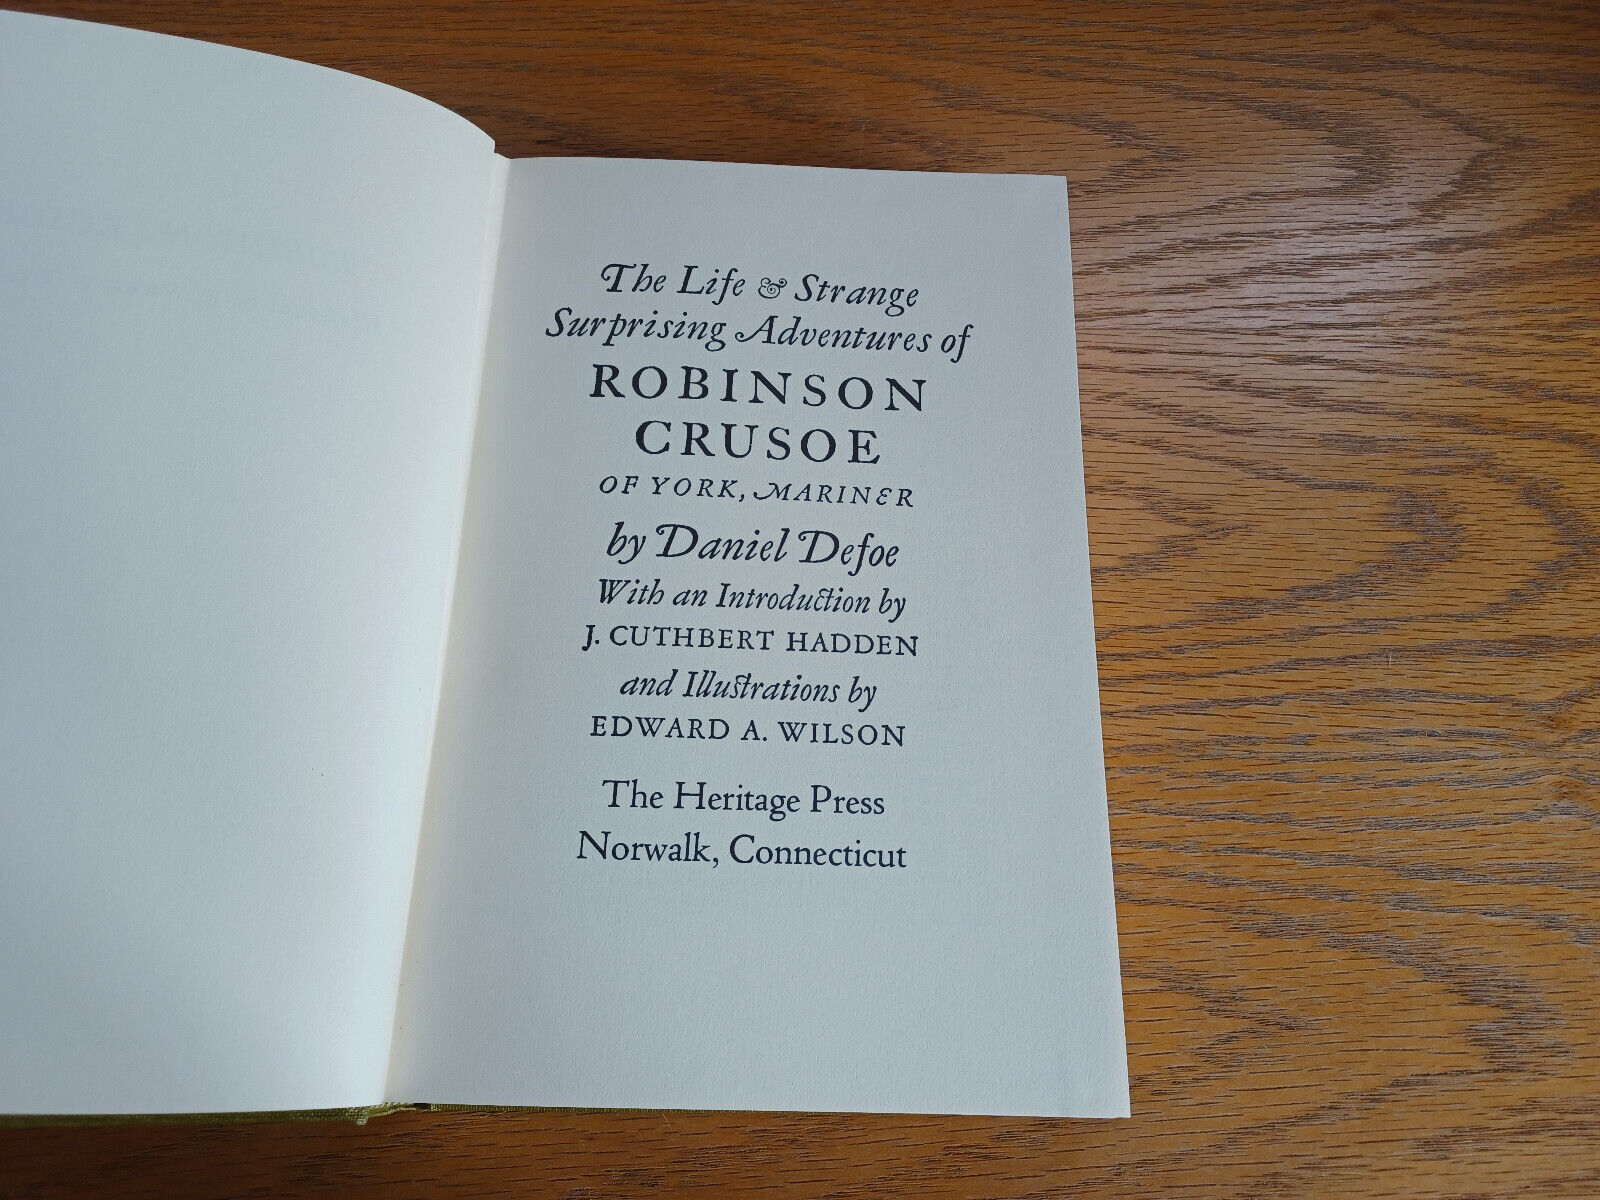 The Life & Strange
Surprising Adventures of
ROBINSON
CRUSOE
OF YORK, MARINER
by Daniel Defoe
With an Introduction by
J. CUTHBERT HADDEN
and Illustrations by
EDWARD A. WILSON
The Heritage Press
Norwalk, Connecticut